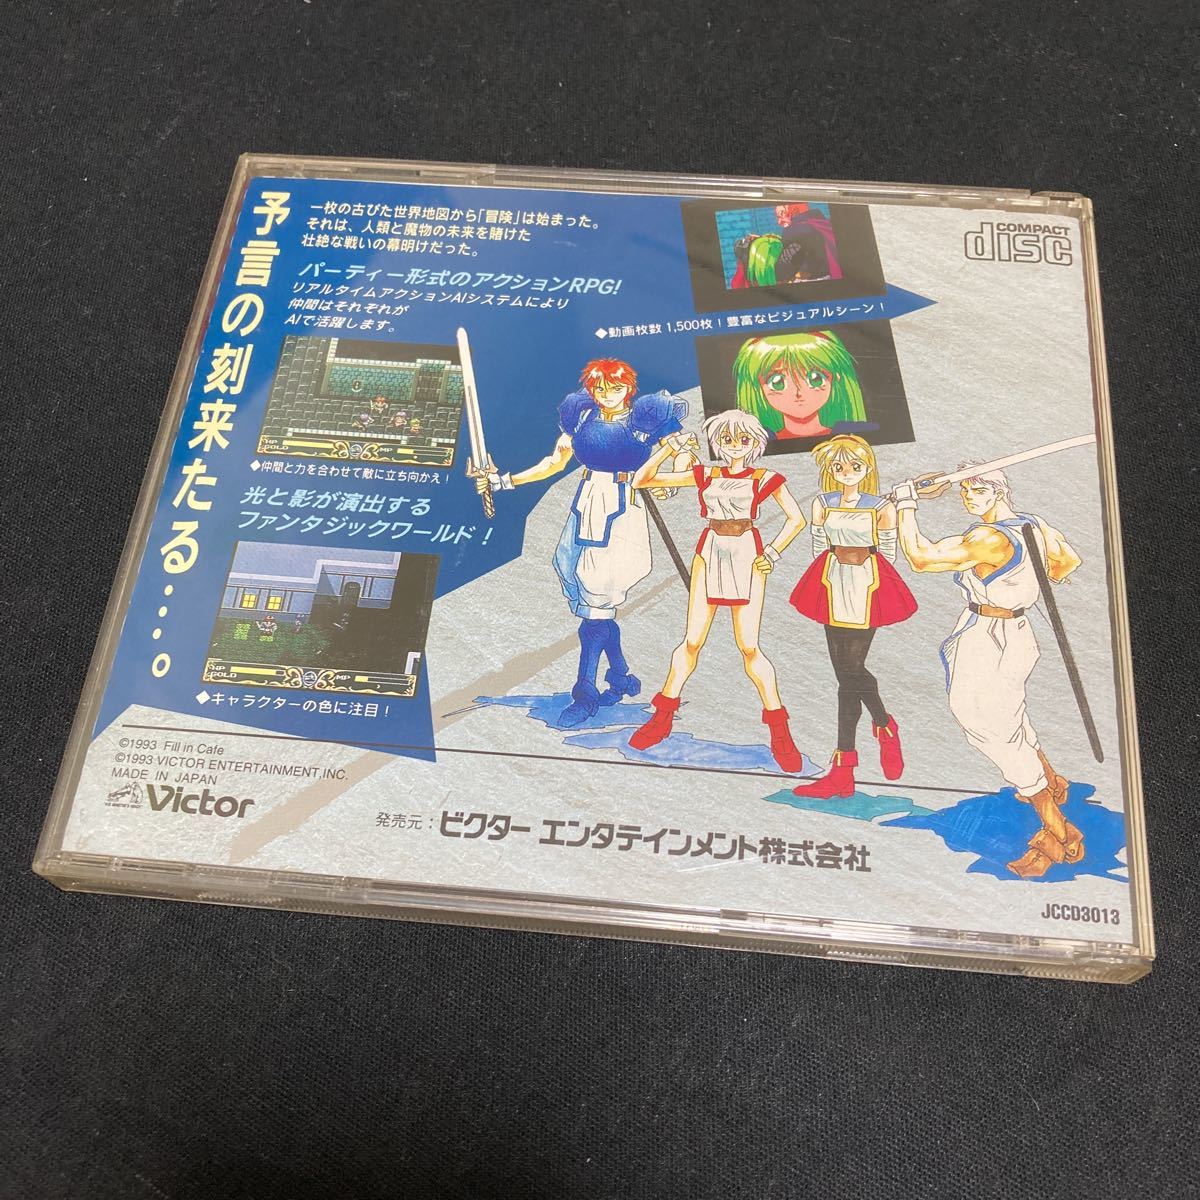 予言の刻来たる・・・。
一枚の古びた世界地図から「冒険」は始まった。
それは、人類と魔物の未来を賭けた
壮絶な戦いの幕明けだった。
パーティー形式のアクションRPG!
リアルタイムアクションAIシステムにより
仲間はそれぞれが
AIで活躍します。
HP
GOLD
MP
◆仲間と力を合わせて敵に立ち向かえ！
光と影が演出する
ファンタジックワールド！
HP
GOLD
MP
◆キャラクターの色に注目！
COMPACT
disc
◆動画枚数1,500枚！豊富なビジュアルシーン！
©1993 Fill in Cafe
©1993 VICTOR ENTERTAINMENT,INC.
MADE IN JAPAN
Victor
発売元：ビクター エンタテインメント株式会社
JCCD3013